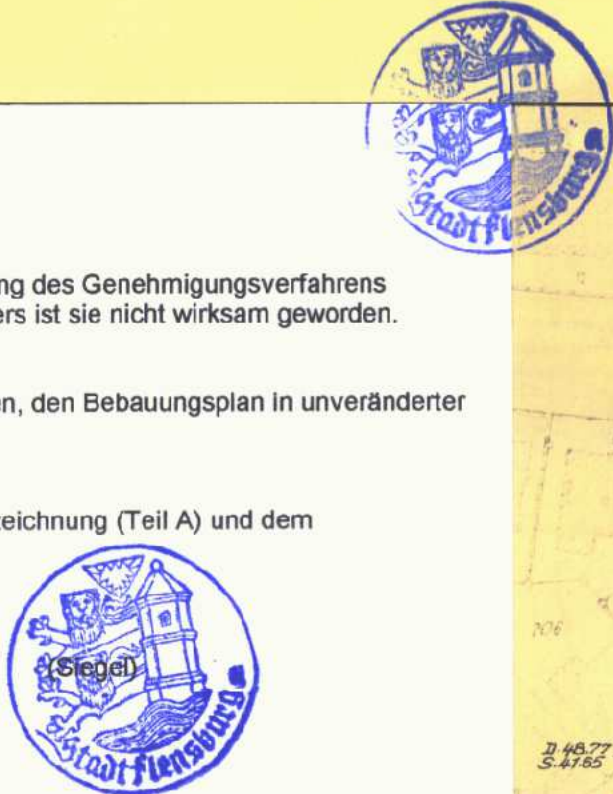 Stadt Flensburg
ng des Genehmigungsverfahrens
ers ist sie nicht wirksam geworden.
n, den Bebauungsplan in unveränderter
eichnung (Teil A) und dem
(Siegel)
Stadt Flensburg
706
D.48.77
S.41.65